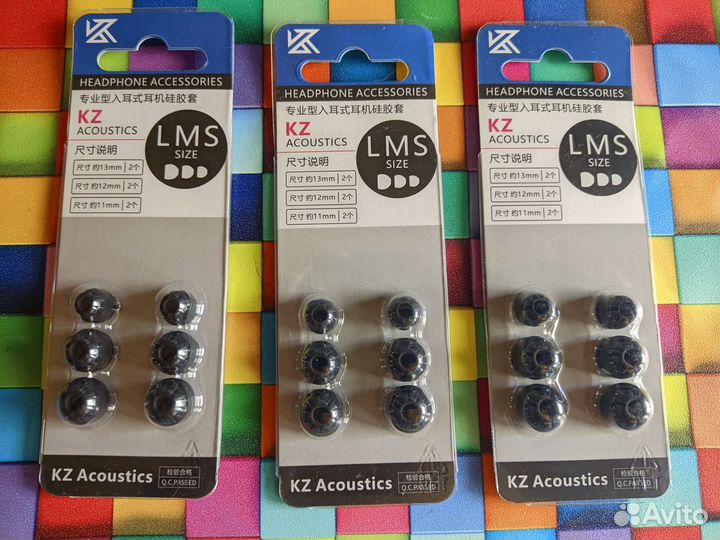 KZ
HEADPHONE ACCESSORIES
专业型入耳式耳机硅胶套
KZ
ACOUSTICS
LMS
SIZE
尺寸说明
尺寸 约13mm | 2个
尺寸 约12mm | 2个
尺寸 约11mm | 2个
KZ Acoustics
检验合格
Q.C.PASSED
KZ
HEADPHONE ACCESSORIES
专业型入耳式耳机硅胶套
KZ
ACOUSTICS
LMS
SIZE
尺寸说明
尺寸 约13mm | 2个
尺寸 约12mm | 2个
尺寸 约11mm | 2个
KZ Acoustics
检验合格
Q.C.PASSED
KZ
HEADPHONE ACCESSORIES
专业型入耳式耳机硅胶套
KZ
ACOUSTICS
LMS
SIZE
尺寸说明
尺寸 约13mm | 2个
尺寸 约12mm | 2个
尺寸 约11mm | 2个
KZ Acoustics
检验合格
Q.C.PASSED
Avito